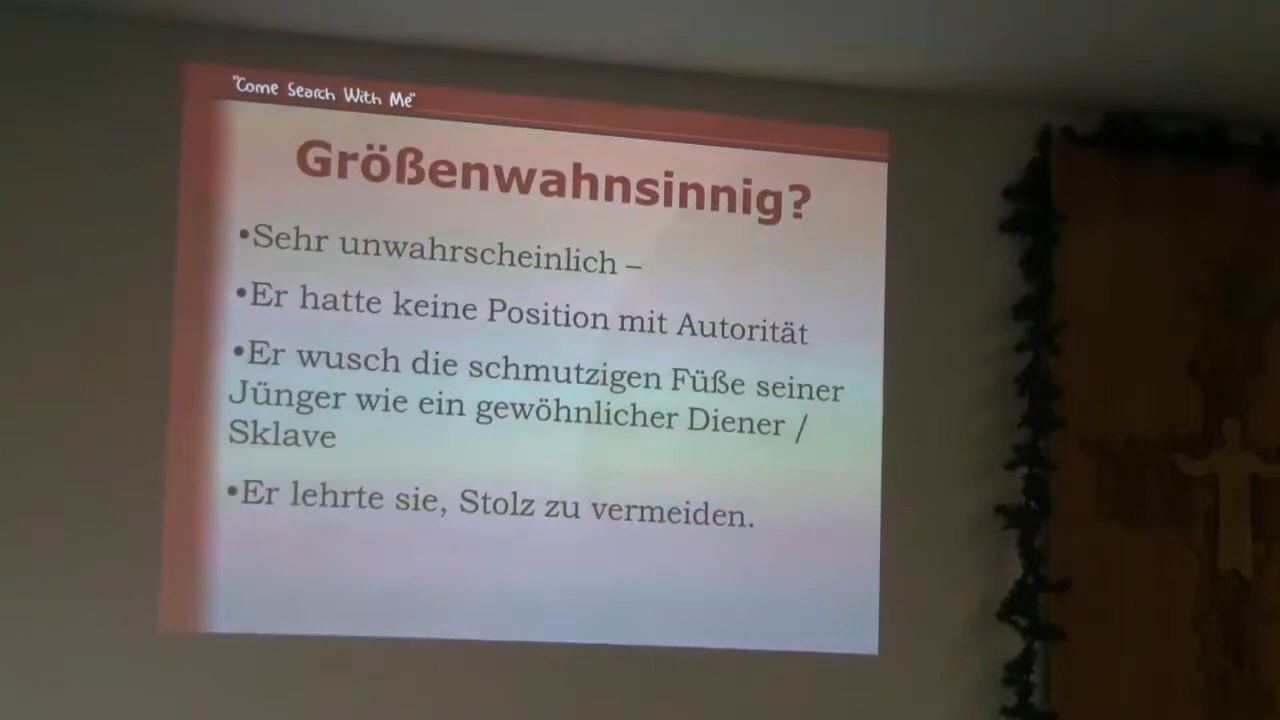 "Come Search With Me"
Größenwahnsinnig?
•Sehr unwahrscheinlich –
•Er hatte keine Position mit Autorität
•Er wusch die schmutzigen Füße seiner
Jünger wie ein gewöhnlicher Diener /
Sklave
•Er lehrte sie, Stolz zu vermeiden.